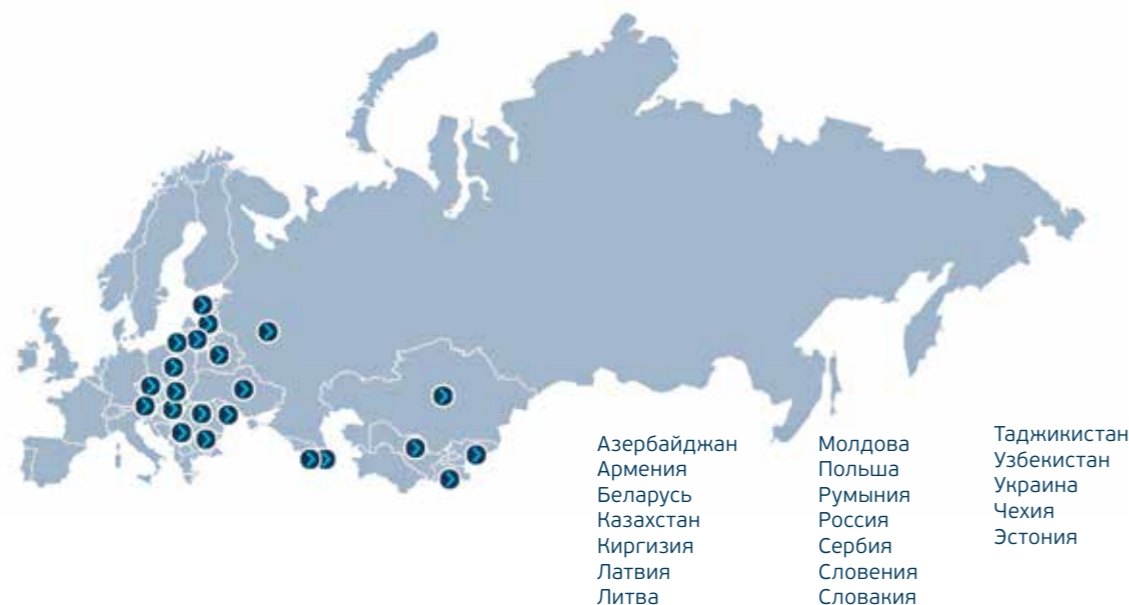 Азербайджан
Армения
Беларусь
Казахстан
Киргизия
Латвия
Литва
Молдова
Польша
Румыния
Россия
Сербия
Словения
Словакия
Таджикистан
Узбекистан
Украина
Чехия
Эстония